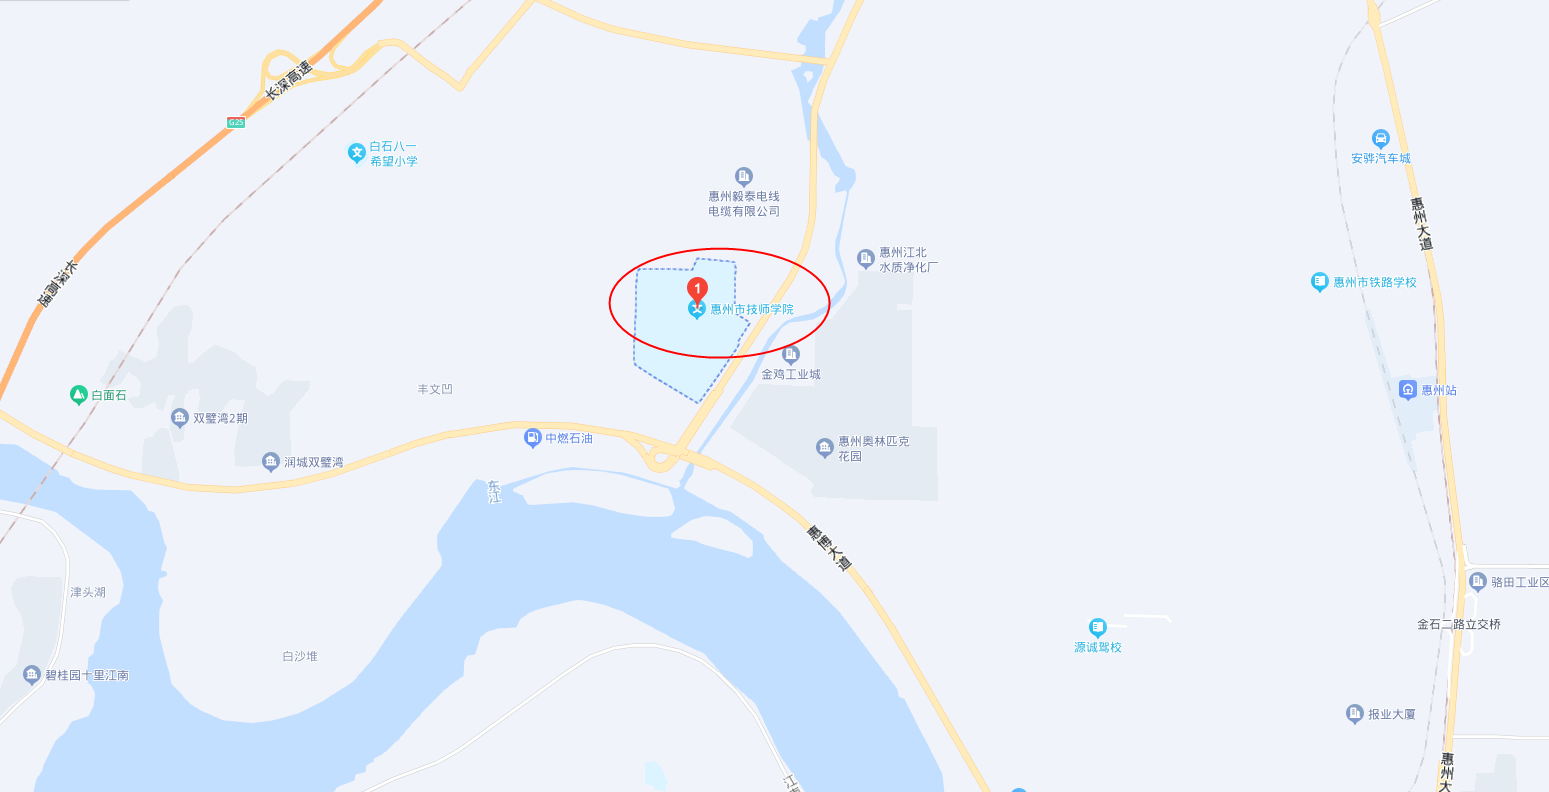 长深高速
G25
白石八一
希望小学
安骅汽车城
惠州毅泰电线
电缆有限公司
惠州大道
惠州江北
水质净化厂
长深高速
惠州市铁路学校
1
惠州市技师学院
金鸡工业城
白面石
丰文凹
惠州站
双璧湾2期
中燃石油
惠州奥林匹克
花园
润城双璧湾
东江
惠博大道
津头湖
骆田工业区
金石二路立交桥
源诚驾校
白沙堆
碧桂园十里江南
报业大厦
惠州大
江